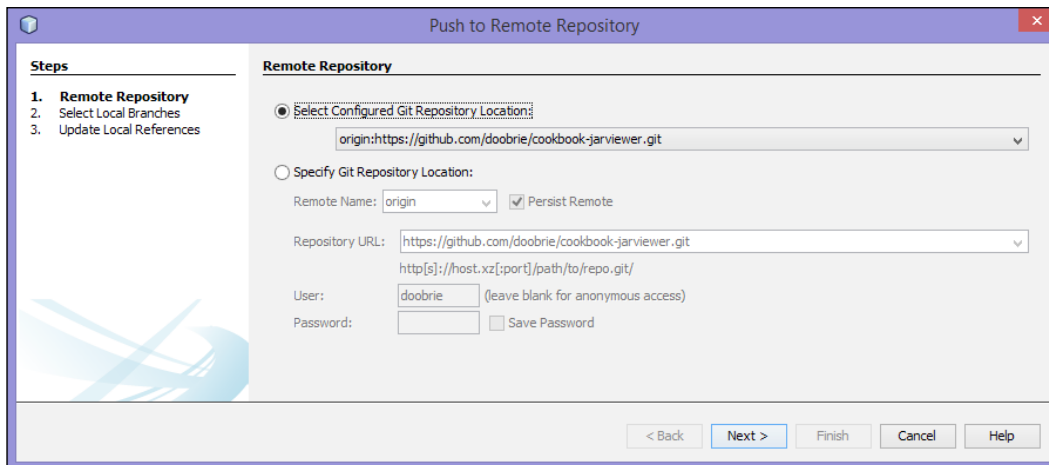 Push to Remote Repository
Steps
1. Remote Repository
2. Select Local Branches
3. Update Local References
Remote Repository
Select Configured Git Repository Location:
origin:https://github.com/doobrie/cookbook-jarviewer.git
Specify Git Repository Location:
Remote Name: origin Persist Remote
Repository URL: https://github.com/doobrie/cookbook-jarviewer.git
http[s]://host.xz[:port]/path/to/repo.git/
User: doobrie (leave blank for anonymous access)
Password: Save Password
< Back Next > Finish Cancel Help